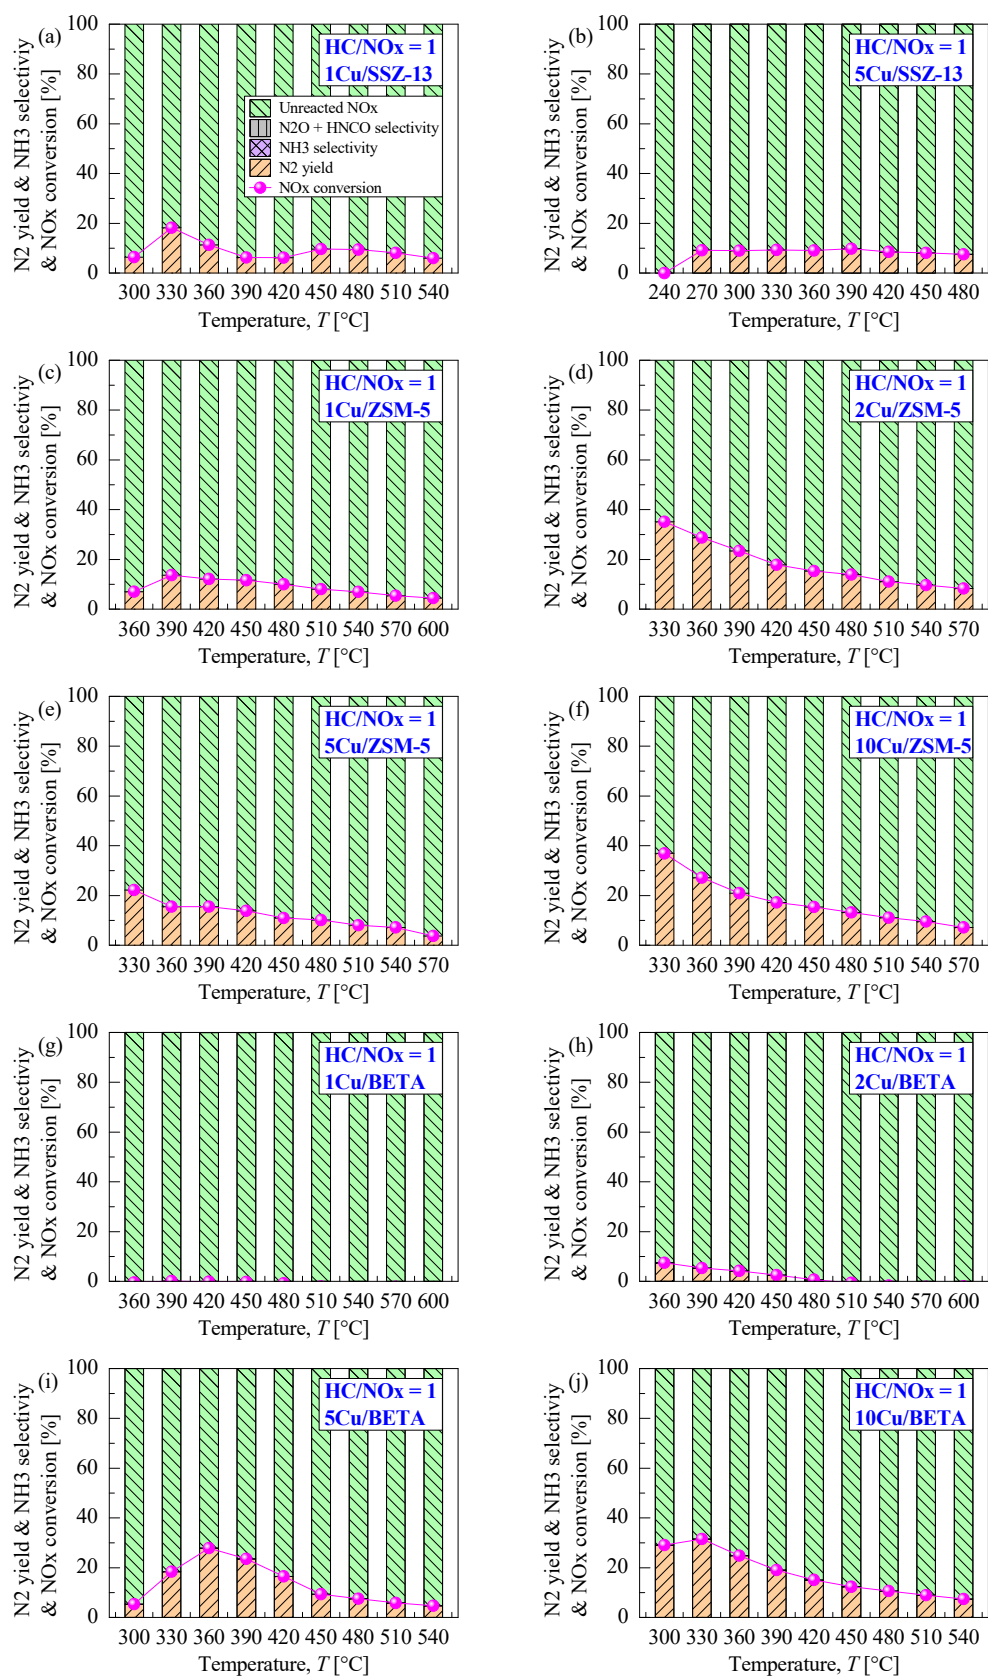 (a)
HC/NOx = 1
1Cu/SSZ-13
Unreacted NOx
N2O + HNCO selectivity
NH3 selectivity
N2 yield
NOx conversion
N2 yield & NH3 selectiviy
& NOx conversion [%]
100
80
60
40
20
0
300 330 360 390 420 450 480 510 540
Temperature, T [°C]
(b)
HC/NOx = 1
5Cu/SSZ-13
N2 yield & NH3 selectiviy
& NOx conversion [%]
100
80
60
40
20
0
240 270 300 330 360 390 420 450 480
Temperature, T [°C]
(c)
HC/NOx = 1
1Cu/ZSM-5
N2 yield & NH3 selectiviy
& NOx conversion [%]
100
80
60
40
20
0
360 390 420 450 480 510 540 570 600
Temperature, T [°C]
(d)
HC/NOx = 1
2Cu/ZSM-5
N2 yield & NH3 selectiviy
& NOx conversion [%]
100
80
60
40
20
0
330 360 390 420 450 480 510 540 570
Temperature, T [°C]
(e)
HC/NOx = 1
5Cu/ZSM-5
N2 yield & NH3 selectiviy
& NOx conversion [%]
100
80
60
40
20
0
330 360 390 420 450 480 510 540 570
Temperature, T [°C]
(f)
HC/NOx = 1
10Cu/ZSM-5
N2 yield & NH3 selectiviy
& NOx conversion [%]
100
80
60
40
20
0
330 360 390 420 450 480 510 540 570
Temperature, T [°C]
(g)
HC/NOx = 1
1Cu/BETA
N2 yield & NH3 selectiviy
& NOx conversion [%]
100
80
60
40
20
0
360 390 420 450 480 510 540 570 600
Temperature, T [°C]
(h)
HC/NOx = 1
2Cu/BETA
N2 yield & NH3 selectiviy
& NOx conversion [%]
100
80
60
40
20
0
360 390 420 450 480 510 540 570 600
Temperature, T [°C]
(i)
HC/NOx = 1
5Cu/BETA
N2 yield & NH3 selectiviy
& NOx conversion [%]
100
80
60
40
20
0
300 330 360 390 420 450 480 510 540
Temperature, T [°C]
(j)
HC/NOx = 1
10Cu/BETA
N2 yield & NH3 selectiviy
& NOx conversion [%]
100
80
60
40
20
0
300 330 360 390 420 450 480 510 540
Temperature, T [°C]